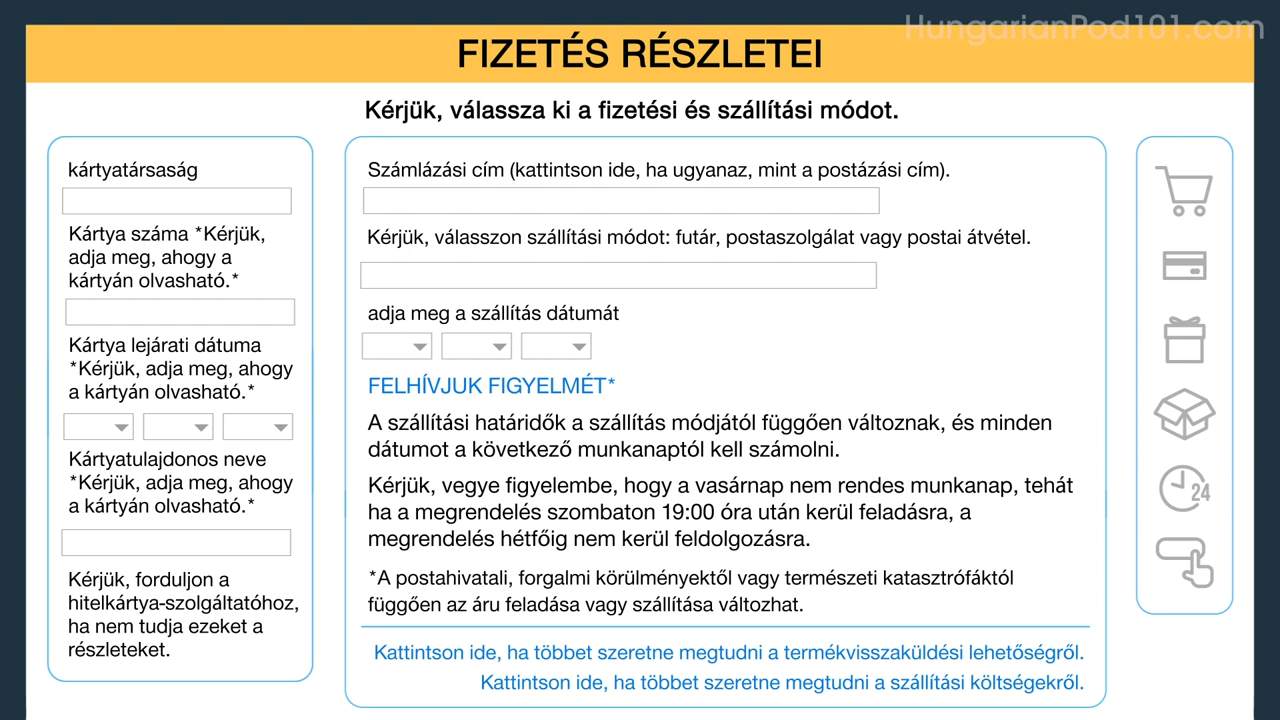 HungarianPod101.com
FIZETÉS RÉSZLETEI
Kérjük, válassza ki a fizetési és szállítási módot.
kártyatársaság
Kártya száma *Kérjük,
adja meg, ahogy a
kártyán olvasható.*
Kártya lejárati dátuma
*Kérjük, adja meg, ahogy
a kártyán olvasható.*
Kártyatulajdonos neve
*Kérjük, adja meg, ahogy
a kártyán olvasható.*
Kérjük, forduljon a
hitelkártya-szolgáltatóhoz,
ha nem tudja ezeket a
részleteket.
Számlázási cím (kattintson ide, ha ugyanaz, mint a postázási cím).
Kérjük, válasszon szállítási módot: futár, postaszolgálat vagy postai átvétel.
adja meg a szállítás dátumát
FELHÍVJUK FIGYELMÉT*
A szállítási határidők a szállítás módjától függően változnak, és minden
dátumot a következő munkanaptól kell számolni.
Kérjük, vegye figyelembe, hogy a vasárnap nem rendes munkanap, tehát
ha a megrendelés szombaton 19:00 óra után kerül feladásra, a
megrendelés hétfőig nem kerül feldolgozásra.
*A postahivatali, forgalmi körülményektől vagy természeti katasztrófáktól
függően az áru feladása vagy szállítása változhat.
Kattintson ide, ha többet szeretne megtudni a termékvisszaküldési lehetőségről.
Kattintson ide, ha többet szeretne megtudni a szállítási költségekről.
24